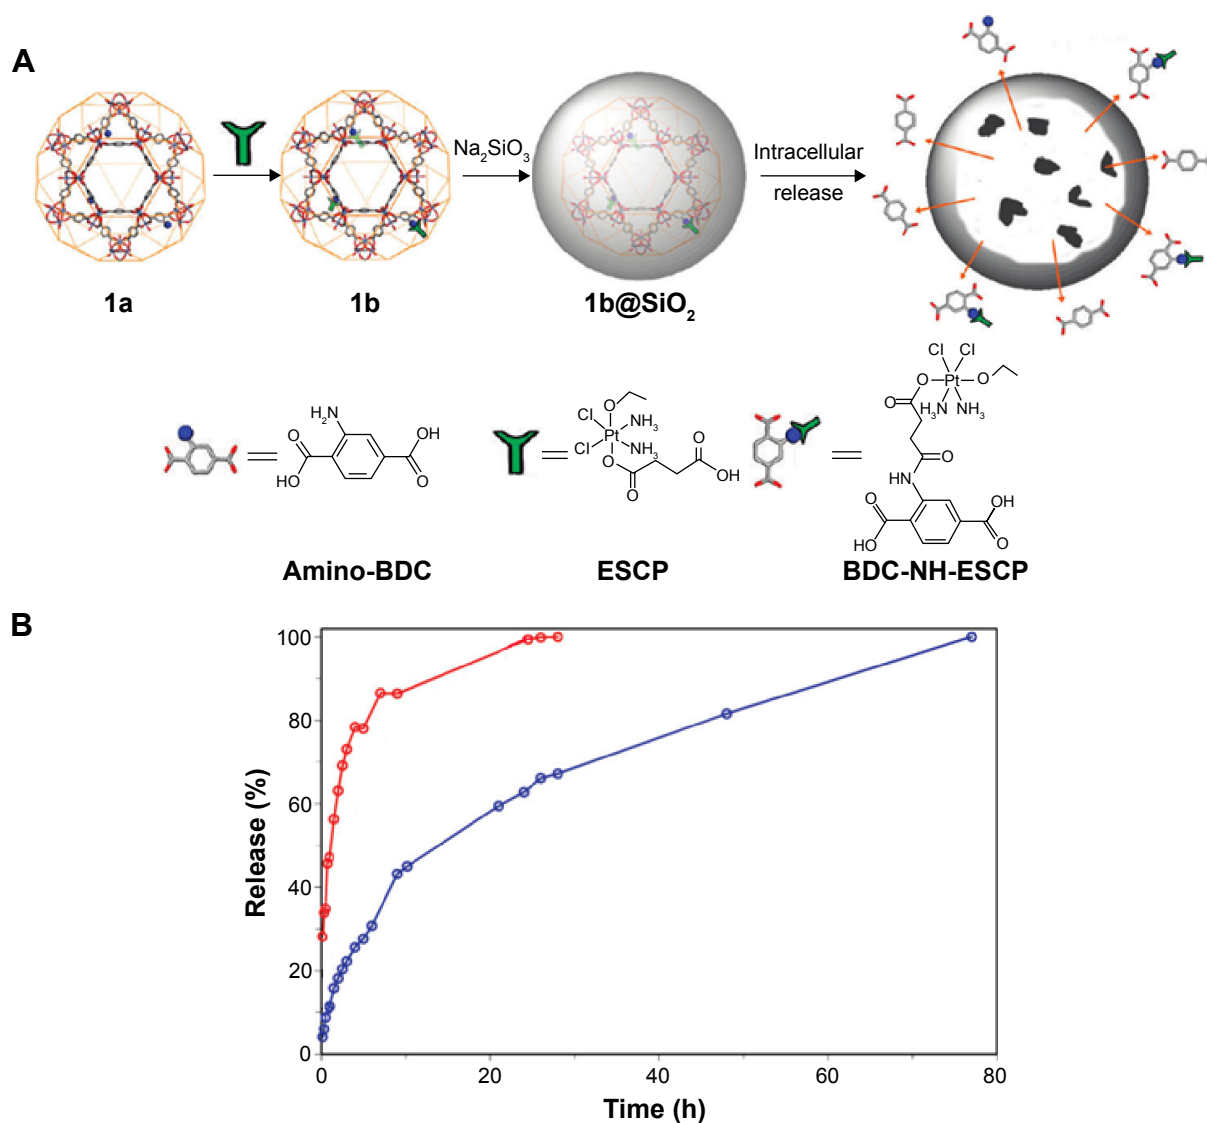 A
Na₂SiO₃
Intracellular
release
1a
1b
1b@SiO₂
H₂N
O
OH
HO
O
Cl
O
NH₃
Cl
Pt
NH₃
O
O
O
OH
Cl Cl
O Pt O
O
H₃N NH₃
O
HN
O
OH
HO
O
Amino-BDC
ESCP
BDC-NH-ESCP
B
100
80
60
40
20
0
Release (%)
0
20
40
60
80
Time (h)